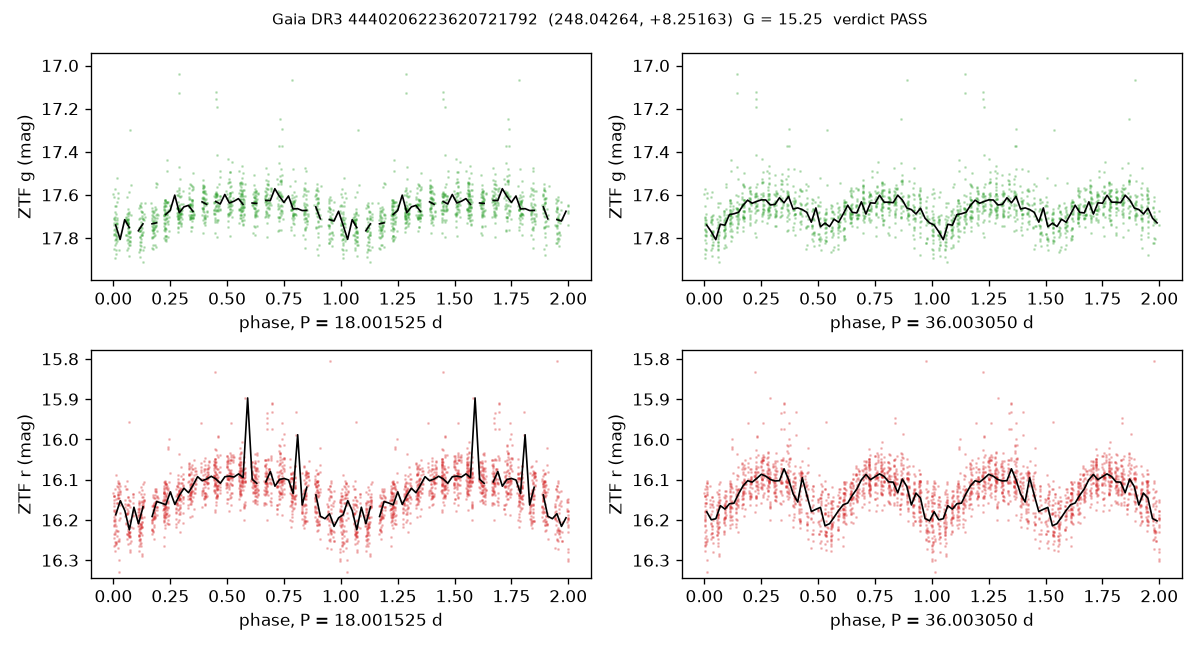 Gaia DR3 4440206223620721792  (248.04264, +8.25163)  G = 15.25  verdict PASS
17.0
17.2
17.4
17.6
17.8
ZTF g (mag)
0.00 0.25 0.50 0.75 1.00 1.25 1.50 1.75 2.00
phase, P = 18.001525 d
17.0
17.2
17.4
17.6
17.8
ZTF g (mag)
0.00 0.25 0.50 0.75 1.00 1.25 1.50 1.75 2.00
phase, P = 36.003050 d
15.8
15.9
16.0
16.1
16.2
16.3
ZTF r (mag)
0.00 0.25 0.50 0.75 1.00 1.25 1.50 1.75 2.00
phase, P = 18.001525 d
15.8
15.9
16.0
16.1
16.2
16.3
ZTF r (mag)
0.00 0.25 0.50 0.75 1.00 1.25 1.50 1.75 2.00
phase, P = 36.003050 d